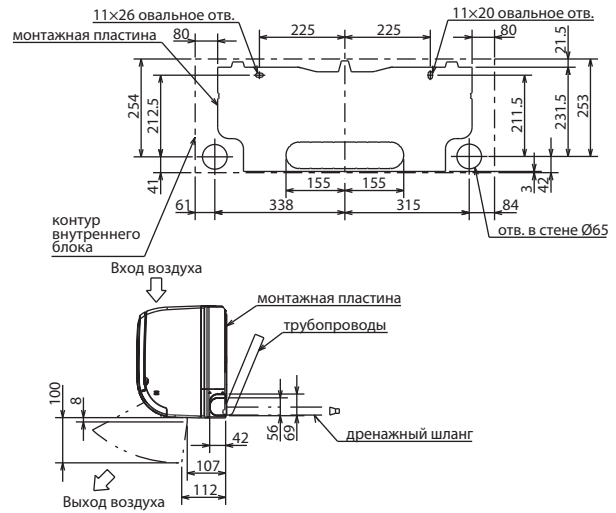 11×26 овальное отв.
11×20 овальное отв.
80
225
225
80
монтажная пластина
21.5
254
212.5
211.5
231.5
253
41
155
155
3
42
61
338
315
84
контур
внутреннего
блока
отв. в стене Ø65
Вход воздуха
монтажная пластина
трубопроводы
100
8
56
69
42
дренажный шланг
107
112
Выход воздуха